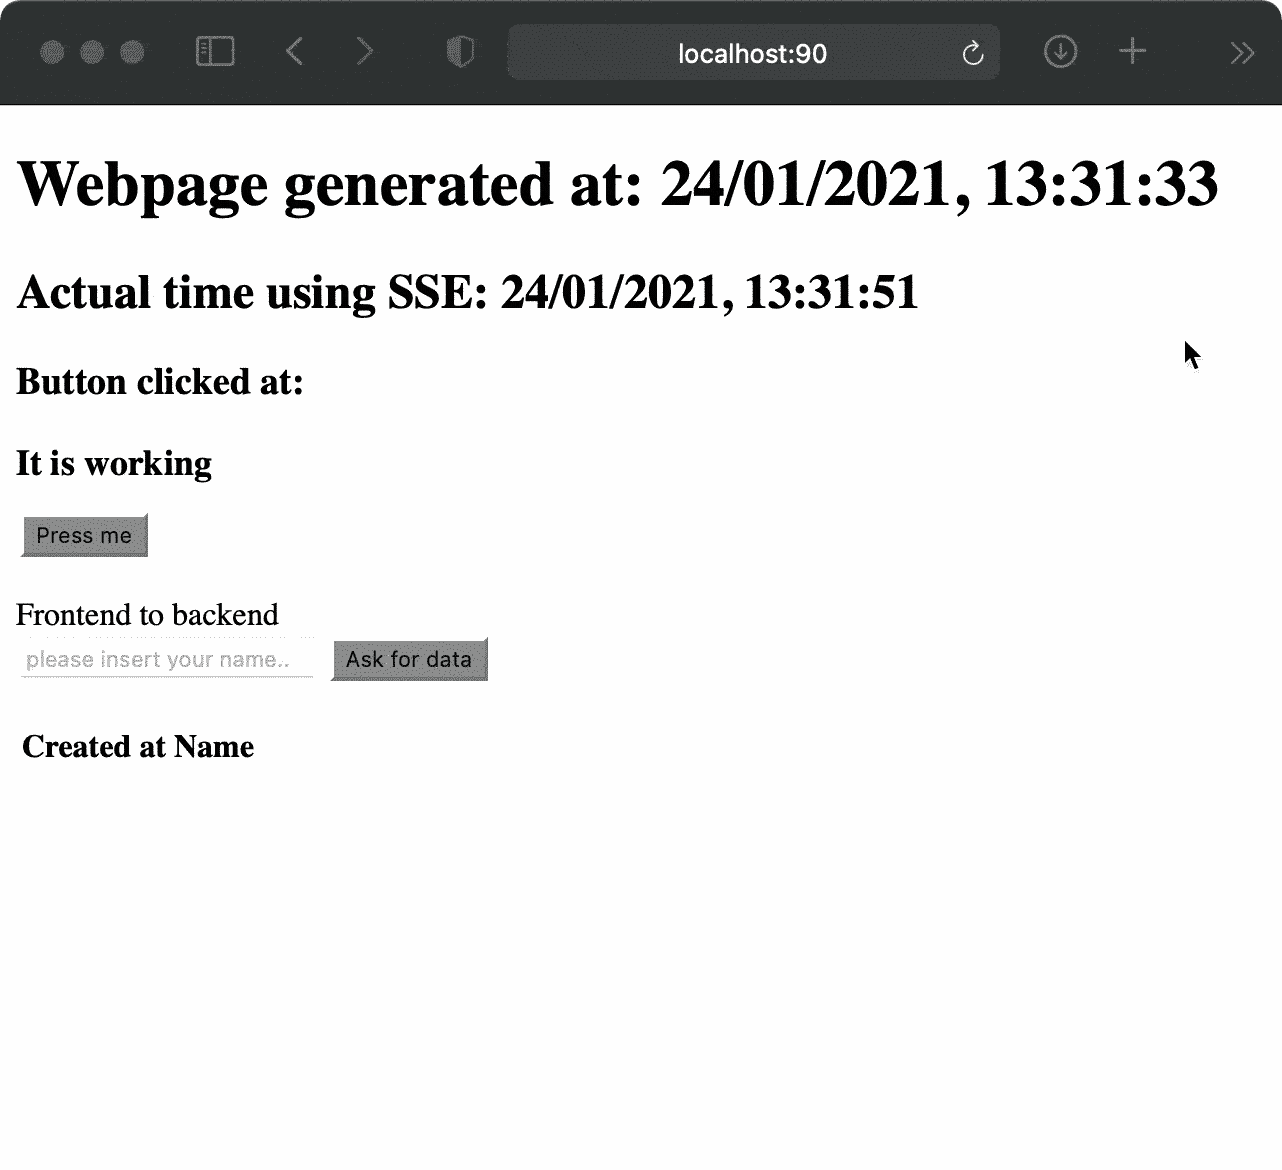 localhost:90
Webpage generated at: 24/01/2021, 13:31:33
Actual time using SSE: 24/01/2021, 13:31:51
Button clicked at:
It is working
Press me
Frontend to backend
please insert your name.. Ask for data
Created at Name